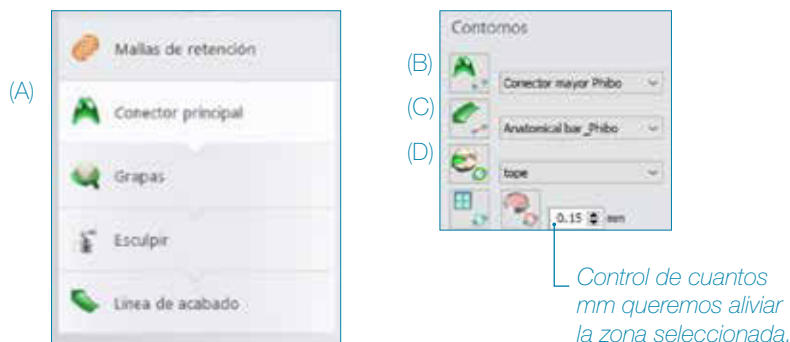 (A)
Mallas de retención
Conector principal
Grapas
Esculpir
Línea de acabado
Contornos
(B)
Conector mayor Phibo
(C)
Anatomical bar_Phibo
(D)
tope
0.15 mm
Control de cuantos
mm queremos aliviar
la zona seleccionada.